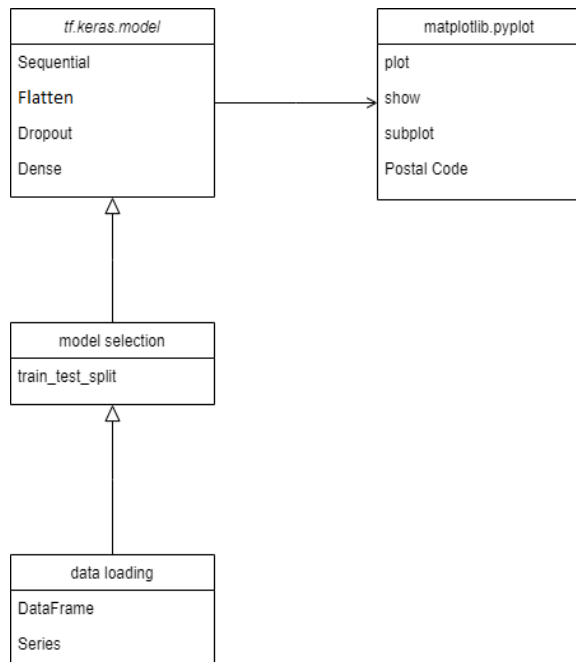 tf.keras.model
Sequential
Flatten
Dropout
Dense
matplotlib.pyplot
plot
show
subplot
Postal Code
model selection
train_test_split
data loading
DataFrame
Series